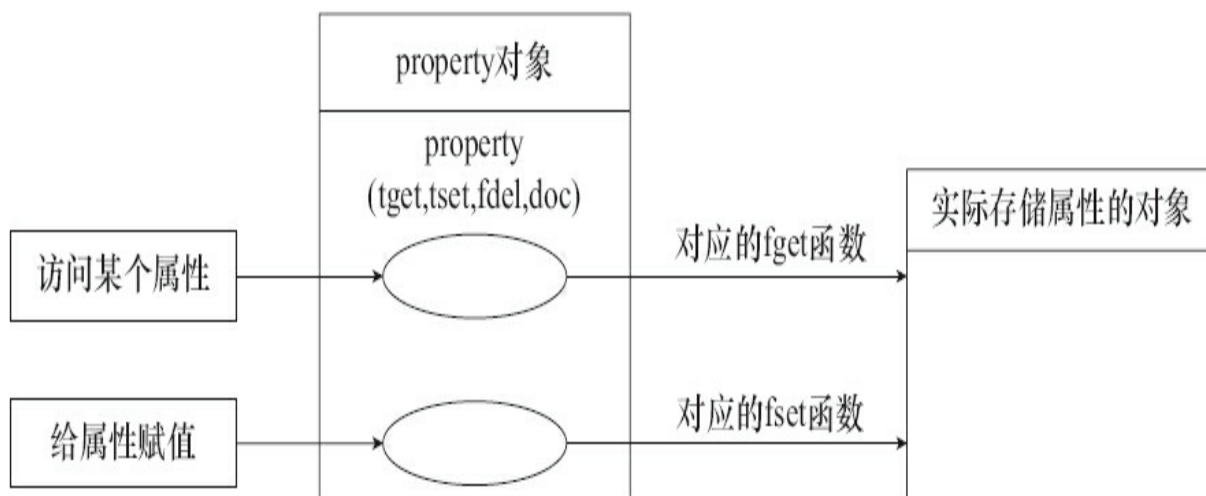 property对象
property
(tget,tset,fdel,doc)
实际存储属性的对象
访问某个属性
对应的fget函数
给属性赋值
对应的fset函数